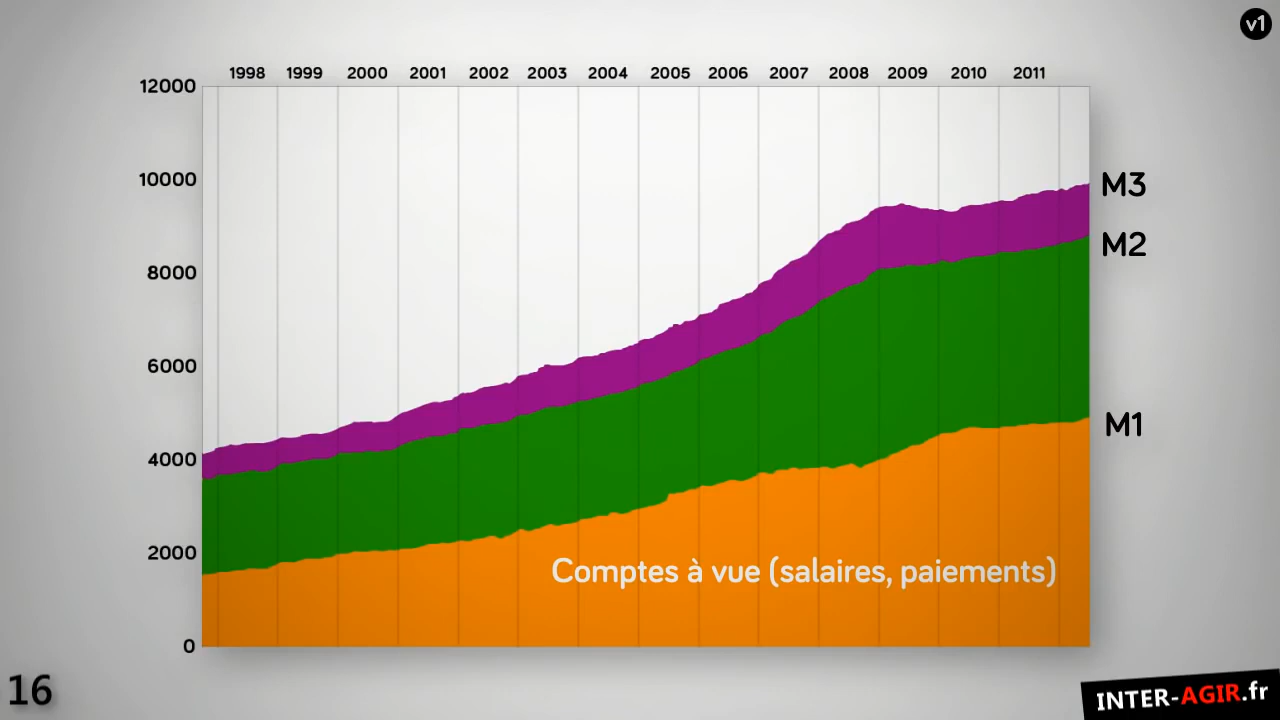 v1
1998 1999 2000 2001 2002 2003 2004 2005 2006 2007 2008 2009 2010 2011
12000
10000
M3
M2
8000
6000
M1
4000
2000
Comptes à vue (salaires, paiements)
0
16
INTER-AGIR.fr